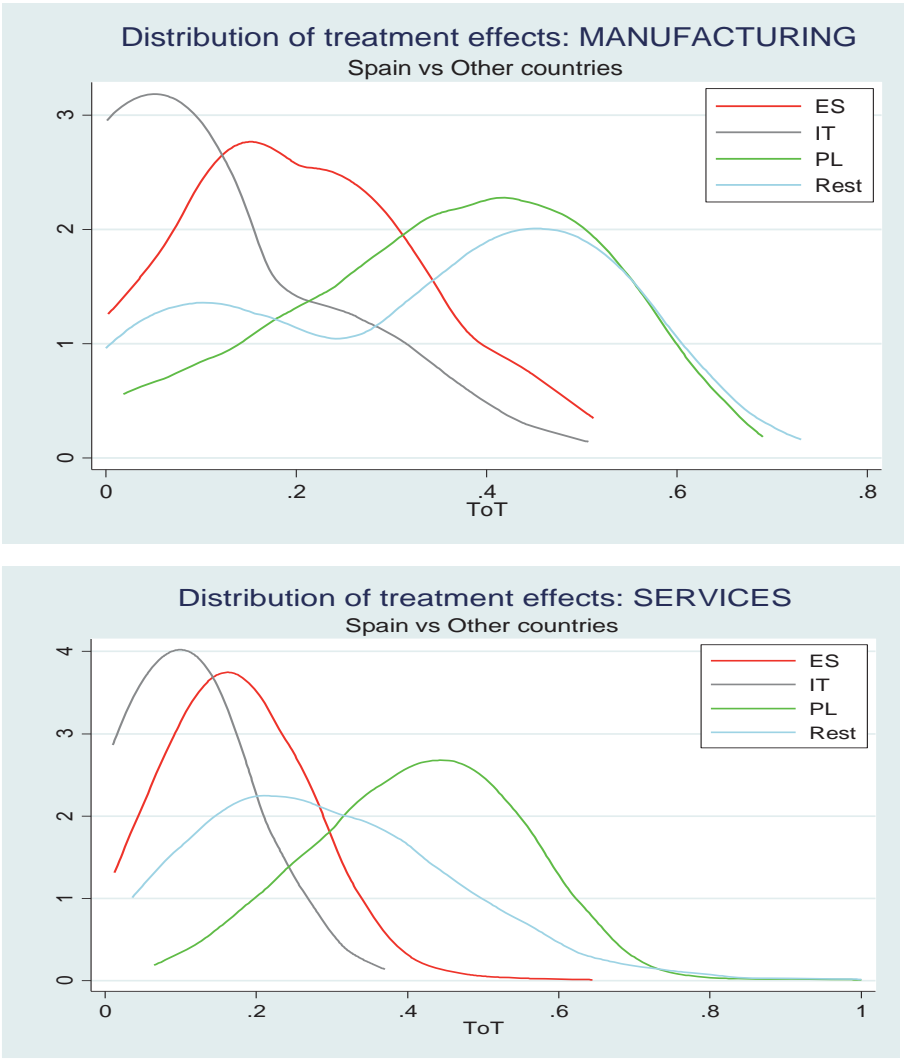 Distribution of treatment effects: MANUFACTURING
Spain vs Other countries
ES
IT
PL
Rest
3
2
1
0
0 .2 .4 .6 .8
ToT
Distribution of treatment effects: SERVICES
Spain vs Other countries
ES
IT
PL
Rest
4
3
2
1
0
0 .2 .4 .6 .8 1
ToT